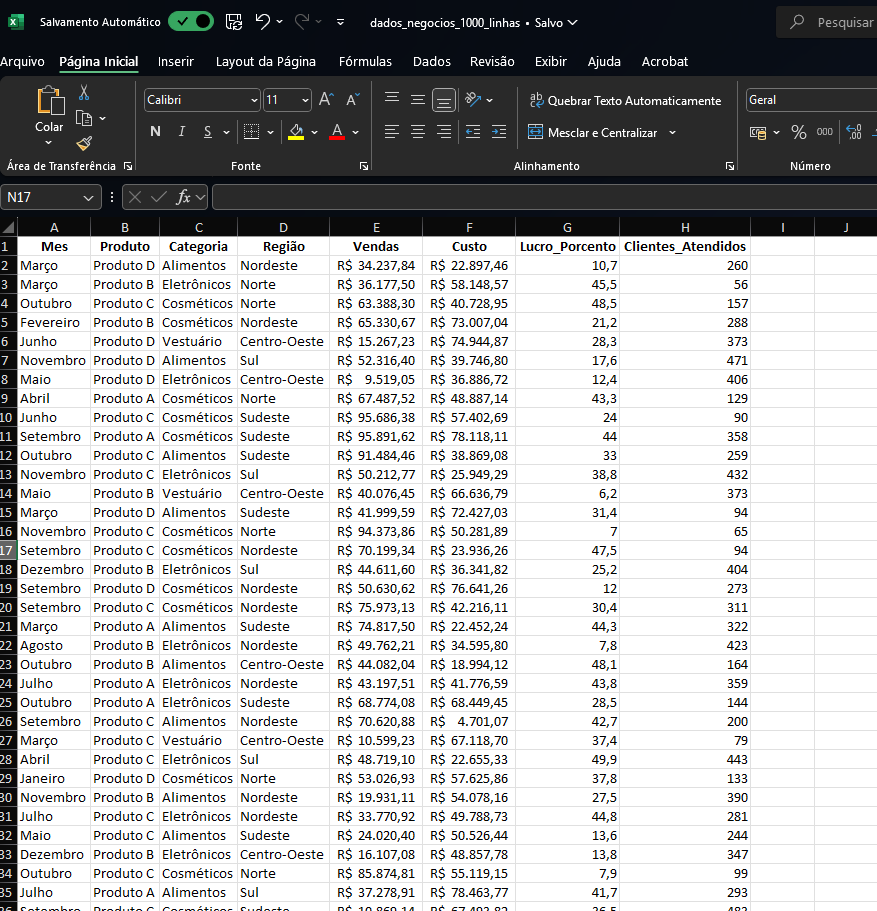 Salvamento Automático dados_negocios_1000_linhas • Salvo Pesquisar
Arquivo Página Inicial Inserir Layout da Página Fórmulas Dados Revisão Exibir Ajuda Acrobat
Colar Calibri 11 Quebrar Texto Automaticamente Geral
N I S Mesclar e Centralizar % 000
Área de Transferência Fonte Alinhamento Número
N17 fx
A B C D E F G H I J
1 Mes Produto Categoria Região Vendas Custo Lucro_Porcento Clientes_Atendidos
2 Março Produto D Alimentos Nordeste R$ 34.237,84 R$ 22.897,46 10,7 260
3 Março Produto B Eletrônicos Norte R$ 36.177,50 R$ 58.148,57 45,5 56
4 Outubro Produto C Cosméticos Norte R$ 63.388,30 R$ 40.728,95 48,5 157
5 Fevereiro Produto B Cosméticos Nordeste R$ 65.330,67 R$ 73.007,04 21,2 288
6 Junho Produto D Vestuário Centro-Oeste R$ 15.267,23 R$ 74.944,87 28,3 373
7 Novembro Produto D Alimentos Sul R$ 52.316,40 R$ 39.746,80 17,6 471
8 Maio Produto D Eletrônicos Centro-Oeste R$ 9.519,05 R$ 36.886,72 12,4 406
9 Abril Produto A Cosméticos Norte R$ 67.487,52 R$ 48.887,14 43,3 129
10 Junho Produto C Cosméticos Sudeste R$ 95.686,38 R$ 57.402,69 24 90
11 Setembro Produto A Cosméticos Sudeste R$ 95.891,62 R$ 78.118,11 44 358
12 Outubro Produto C Alimentos Sudeste R$ 91.484,46 R$ 38.869,08 33 259
13 Novembro Produto C Eletrônicos Sul R$ 50.212,77 R$ 25.949,29 38,8 432
14 Maio Produto B Vestuário Centro-Oeste R$ 40.076,45 R$ 66.636,79 6,2 373
15 Março Produto D Alimentos Sudeste R$ 41.999,59 R$ 72.427,03 31,4 94
16 Novembro Produto C Cosméticos Norte R$ 94.373,86 R$ 50.281,89 7 65
17 Setembro Produto C Cosméticos Nordeste R$ 70.199,34 R$ 23.936,26 47,5 94
18 Dezembro Produto B Eletrônicos Sul R$ 44.611,60 R$ 36.341,82 25,2 404
19 Setembro Produto D Cosméticos Nordeste R$ 50.630,62 R$ 76.641,26 12 273
20 Setembro Produto C Cosméticos Nordeste R$ 75.973,13 R$ 42.216,11 30,4 311
21 Março Produto A Alimentos Sudeste R$ 74.817,50 R$ 22.452,24 44,3 322
22 Agosto Produto B Eletrônicos Nordeste R$ 49.762,21 R$ 34.595,80 7,8 423
23 Outubro Produto B Alimentos Centro-Oeste R$ 44.082,04 R$ 18.994,12 48,1 164
24 Julho Produto A Eletrônicos Nordeste R$ 43.197,51 R$ 41.776,59 43,8 359
25 Outubro Produto A Eletrônicos Sudeste R$ 68.774,08 R$ 68.449,45 28,5 144
26 Setembro Produto C Alimentos Nordeste R$ 70.620,88 R$ 4.701,07 42,7 200
27 Março Produto C Vestuário Centro-Oeste R$ 10.599,23 R$ 67.118,70 37,4 79
28 Abril Produto C Eletrônicos Sul R$ 48.719,10 R$ 22.655,33 49,9 443
29 Janeiro Produto D Cosméticos Norte R$ 53.026,93 R$ 57.625,86 37,8 133
30 Novembro Produto B Alimentos Nordeste R$ 19.931,11 R$ 54.078,16 27,5 390
31 Julho Produto C Eletrônicos Nordeste R$ 33.770,92 R$ 49.788,73 44,8 281
32 Maio Produto C Alimentos Sudeste R$ 24.020,40 R$ 50.526,44 13,6 244
33 Dezembro Produto B Eletrônicos Centro-Oeste R$ 16.107,08 R$ 48.857,78 13,8 347
34 Outubro Produto C Cosméticos Norte R$ 85.874,81 R$ 55.119,15 7,9 99
35 Julho Produto A Alimentos Sul R$ 37.278,91 R$ 78.463,77 41,7 293